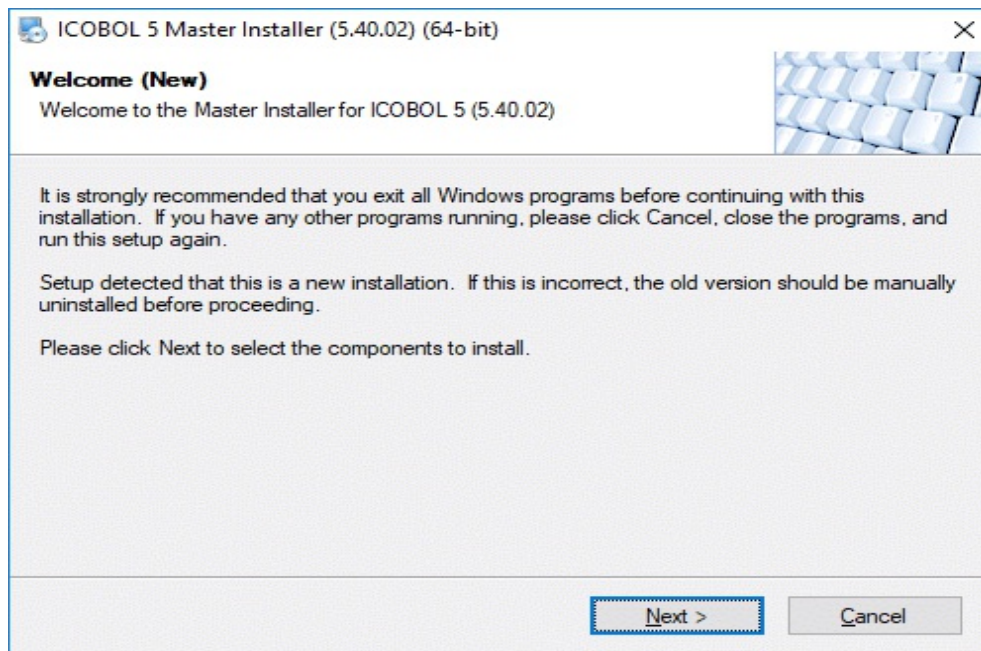 ICOBOL 5 Master Installer (5.40.02) (64-bit)
Welcome (New)
Welcome to the Master Installer for ICOBOL 5 (5.40.02)
It is strongly recommended that you exit all Windows programs before continuing with this
installation.  If you have any other programs running, please click Cancel, close the programs, and
run this setup again.
Setup detected that this is a new installation.  If this is incorrect, the old version should be manually
uninstalled before proceeding.
Please click Next to select the components to install.
Next > Cancel